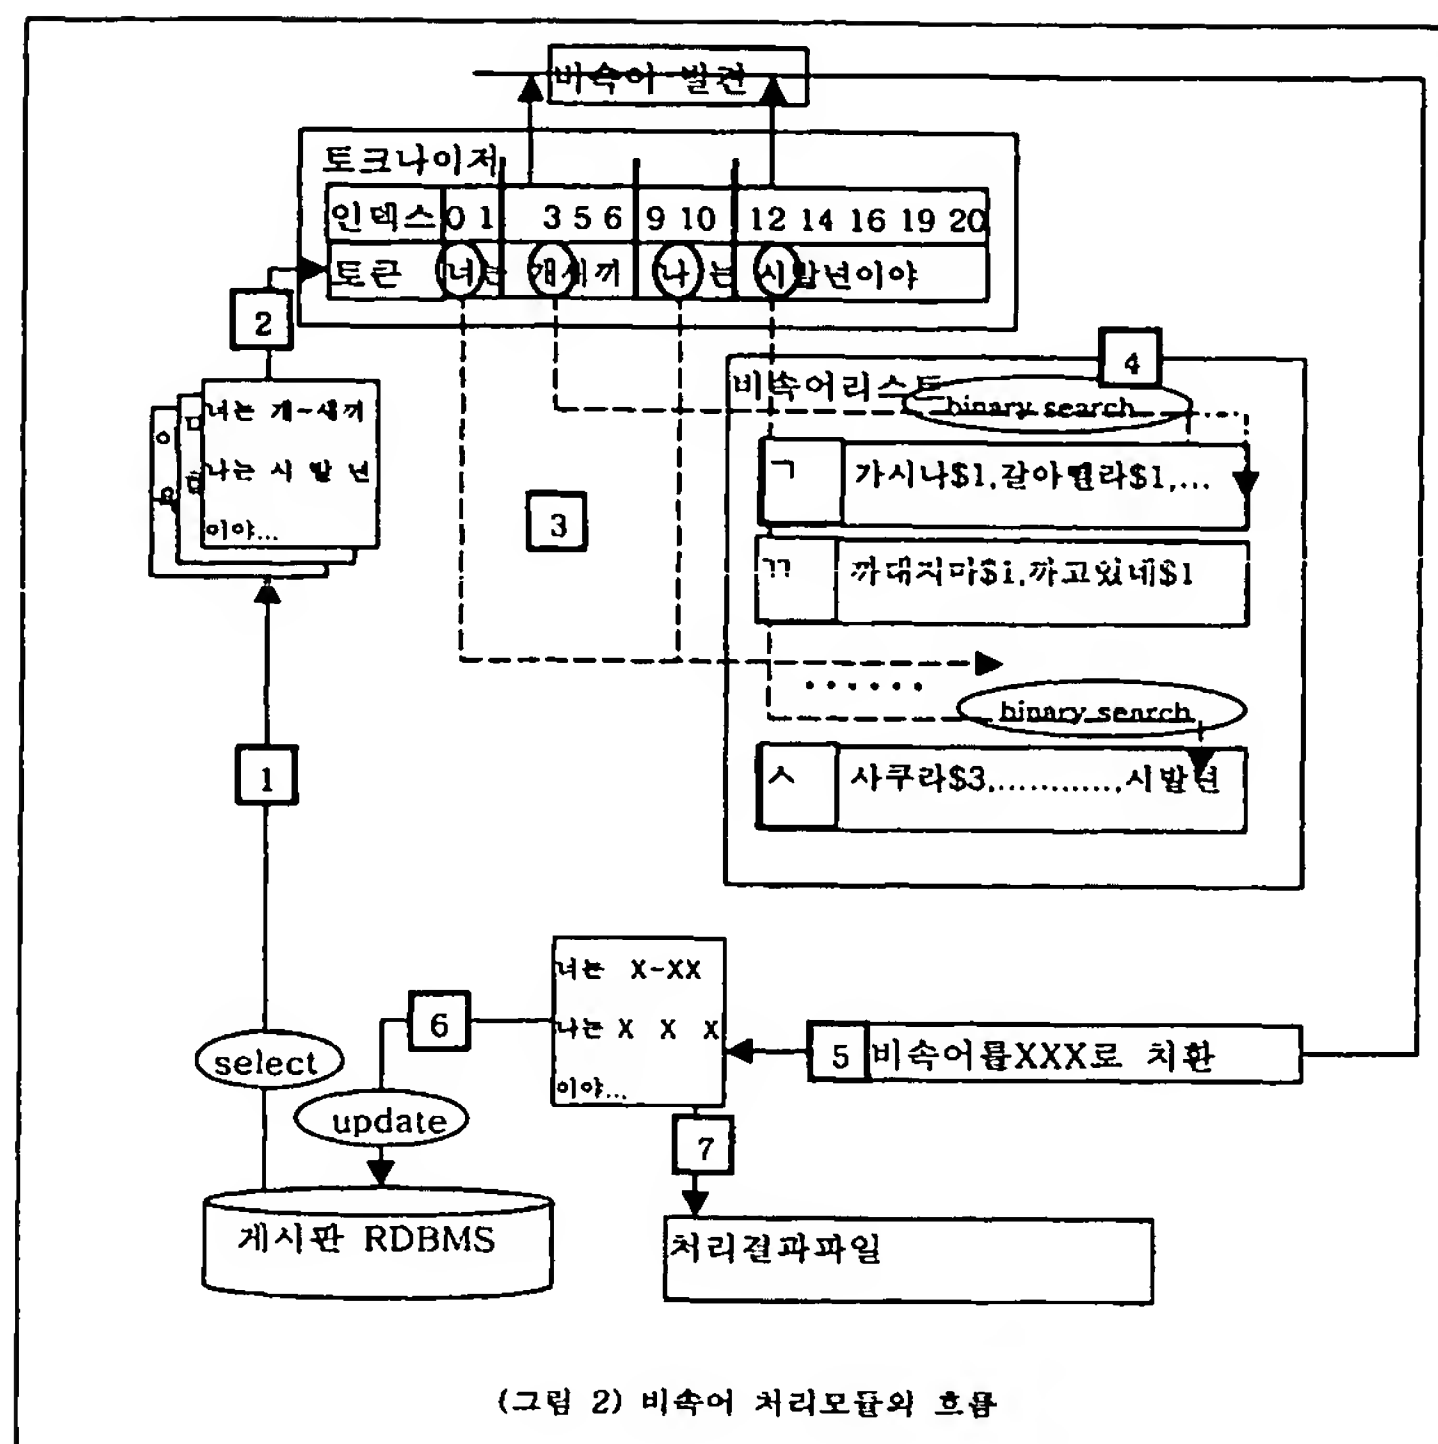 비속어 발견
토크나이저
인덱스 0 1 3 5 6 9 10 12 14 16 19 20
토큰 너는 개새끼 나는 시발년이야
2
4
비속어리스트
binary search
너는 개-새끼
나는 시 발 년
이야...
ㄱ 가시나$1,갈아뱔라$1,...
3
ㄲ 까대지마$1,까고있네$1
......
binary search
1
ㅅ 사쿠라$3,............,시발년
너는 X-XX
나는 X X X
이야...
6
5 비속어를XXX로 치환
select
update
7
게시판 RDBMS
처리결과파일
(그림 2) 비속어 처리모듈의 흐름